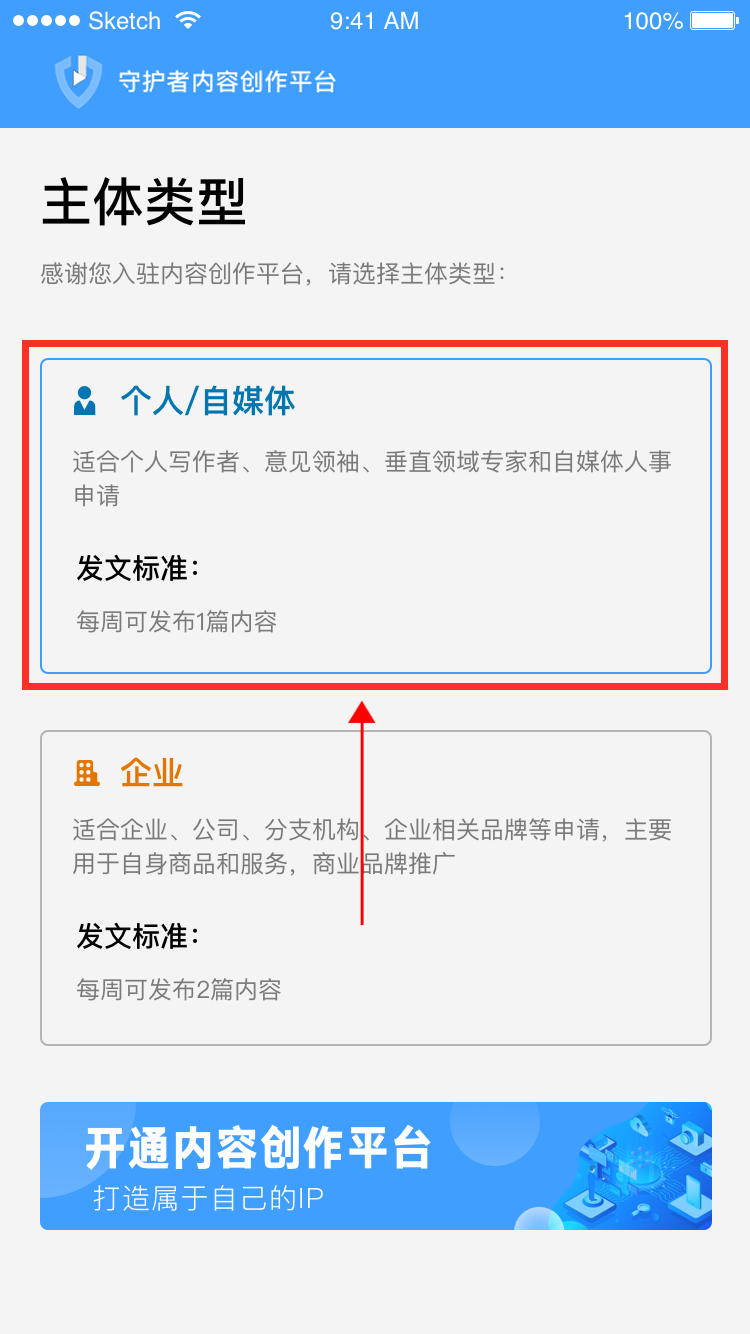 Sketch 9:41 AM 100%
守护者内容创作平台
主体类型
感谢您入驻内容创作平台，请选择主体类型：
个人/自媒体
适合个人写作者、意见领袖、垂直领域专家和自媒体人事
申请
发文标准：
每周可发布1篇内容
企业
适合企业、公司、分支机构、企业相关品牌等申请，主要
用于自身商品和服务，商业品牌推广
发文标准：
每周可发布2篇内容
开通内容创作平台
打造属于自己的IP